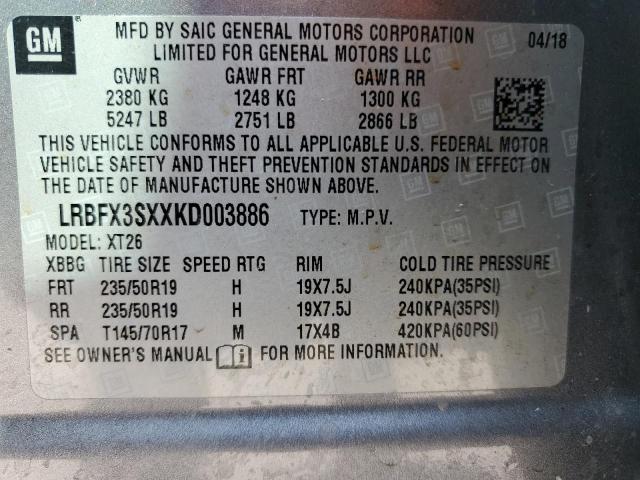 GM
MFD BY SAIC GENERAL MOTORS CORPORATION 04/18
LIMITED FOR GENERAL MOTORS LLC
GVWR GAWR FRT GAWR RR
2380 KG 1248 KG 1300 KG
5247 LB 2751 LB 2866 LB
THIS VEHICLE CONFORMS TO ALL APPLICABLE U.S. FEDERAL MOTOR
VEHICLE SAFETY AND THEFT PREVENTION STANDARDS IN EFFECT ON
THE DATE OF MANUFACTURE SHOWN ABOVE.
LRBFX3SXXKD003886 TYPE: M.P.V.
MODEL: XT26
XBBG TIRE SIZE SPEED RTG RIM COLD TIRE PRESSURE
FRT 235/50R19 H 19X7.5J 240KPA(35PSI)
RR 235/50R19 H 19X7.5J 240KPA(35PSI)
SPA T145/70R17 M 17X4B 420KPA(60PSI)
SEE OWNER'S MANUAL i FOR MORE INFORMATION.